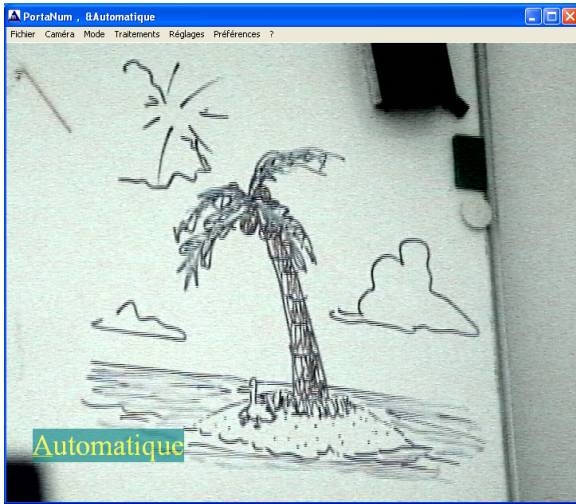 PortaNum , &Automatique
Fichier Caméra Mode Traitements Réglages Préférences ?
Automatique